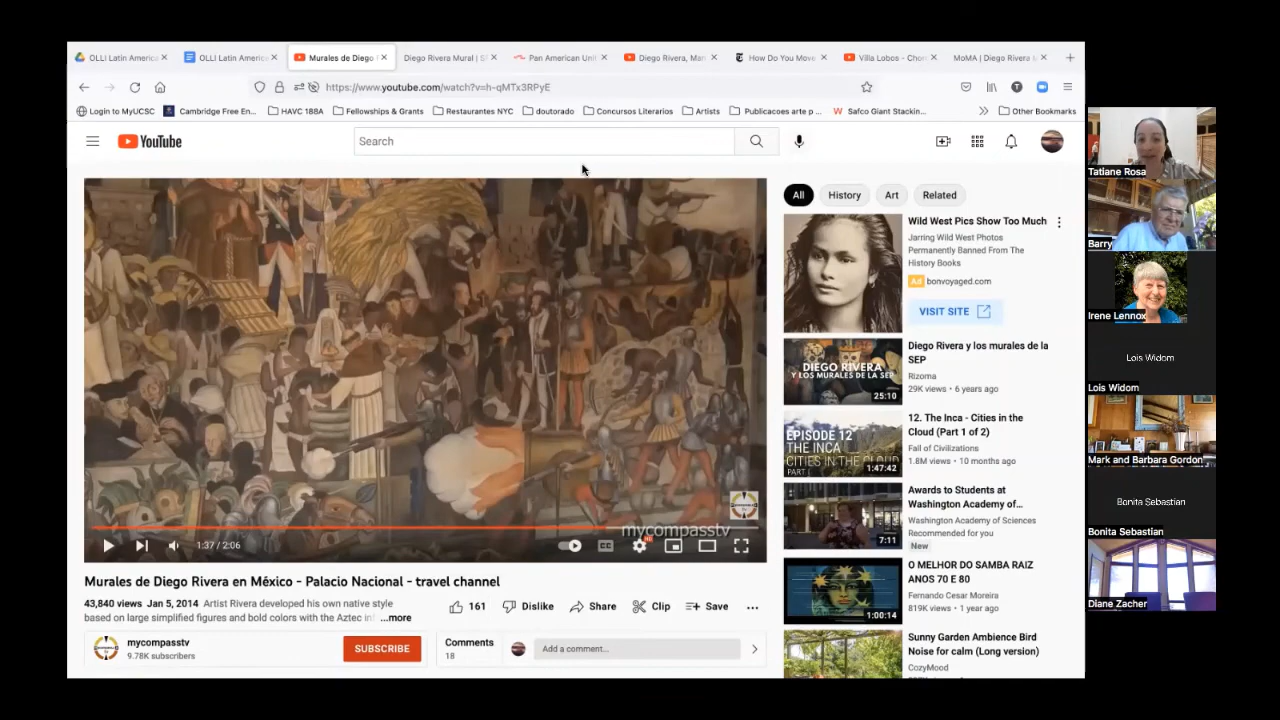 OLLI Latin America
OLLI Latin America
Murales de Diego
Diego Rivera Mural | S
Pan American Uni
Diego Rivera, Man
How Do You Move
Villa Lobos - Cho
MoMA | Diego Rivera
https://www.youtube.com/watch?v=h-qMTx3RPyE
Login to MyUCSC
Cambridge Free En...
HAVC 188A
Fellowships & Grants
Restaurantes NYC
doutorado
Concursos Literarios
Artists
Publicacoes arte p ...
Safco Giant Stackin...
Other Bookmarks
YouTube
Search
All
History
Art
Related
Wild West Pics Show Too Much
Jarring Wild West Photos
Permanently Banned From The
History Books
Ad bonvoyaged.com
VISIT SITE
DIEGO RIVERA
Y LOS MURALES DE LA SEP
25:10
Diego Rivera y los murales de la
SEP
Rizoma
29K views • 6 years ago
EPISODE 12
THE INCA
CITIES IN THE CLOUD
PART I
1:47:42
12. The Inca - Cities in the
Cloud (Part 1 of 2)
Fall of Civilizations
1.8M views • 10 months ago
7:11
Awards to Students at
Washington Academy of...
Washington Academy of Sciences
Recommended for you
New
1:00:14
O MELHOR DO SAMBA RAIZ
ANOS 70 E 80
Fernando Cesar Moreira
819K views • 1 year ago
Sunny Garden Ambience Bird
Noise for calm (Long version)
CozyMood
mycompasstv
1:37 / 2:06
CC
HD
Murales de Diego Rivera en México - Palacio Nacional - travel channel
43,840 views Jan 5, 2014 Artist Rivera developed his own native style
based on large simplified figures and bold colors with the Aztec in ...more
161
Dislike
Share
Clip
Save
mycompasstv
9.78K subscribers
SUBSCRIBE
Comments
18
Add a comment...
Tatiane Rosa
Barry
Irene Lennox
Lois Widom
Lois Widom
Mark and Barbara Gordon
Bonita Sebastian
Bonita Sebastian
Diane Zacher